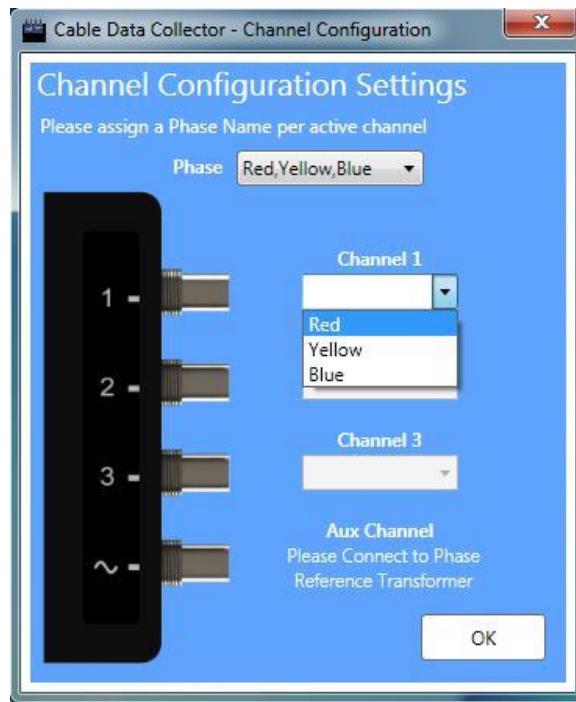 Cable Data Collector - Channel Configuration
X
Channel Configuration Settings
Please assign a Phase Name per active channel
Phase Red,Yellow,Blue
Channel 1
1
Red
Yellow
Blue
2
Channel 3
3
Aux Channel
Please Connect to Phase
Reference Transformer
~
OK